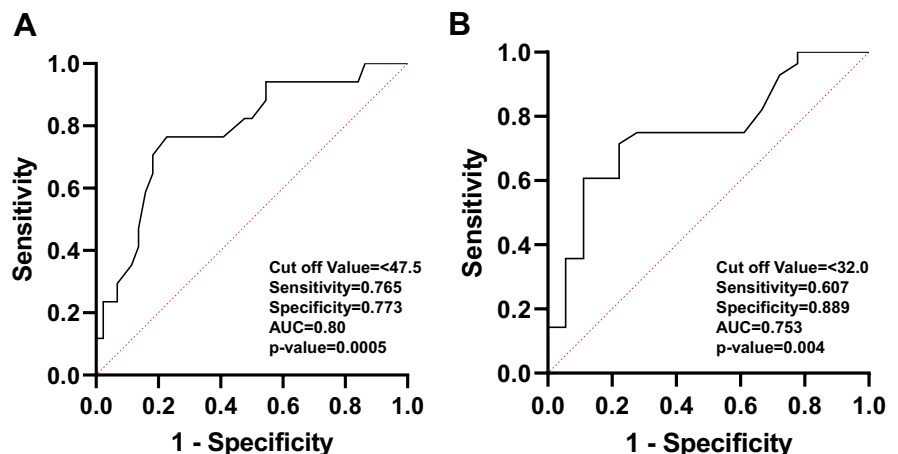 A
1.0
0.8
0.6
0.4
0.2
0.0
Sensitivity
Cut off Value=<47.5
Sensitivity=0.765
Specificity=0.773
AUC=0.80
p-value=0.0005
0.0 0.2 0.4 0.6 0.8 1.0
1 - Specificity
B
1.0
0.8
0.6
0.4
0.2
0.0
Sensitivity
Cut off Value=<32.0
Sensitivity=0.607
Specificity=0.889
AUC=0.753
p-value=0.004
0.0 0.2 0.4 0.6 0.8 1.0
1 - Specificity